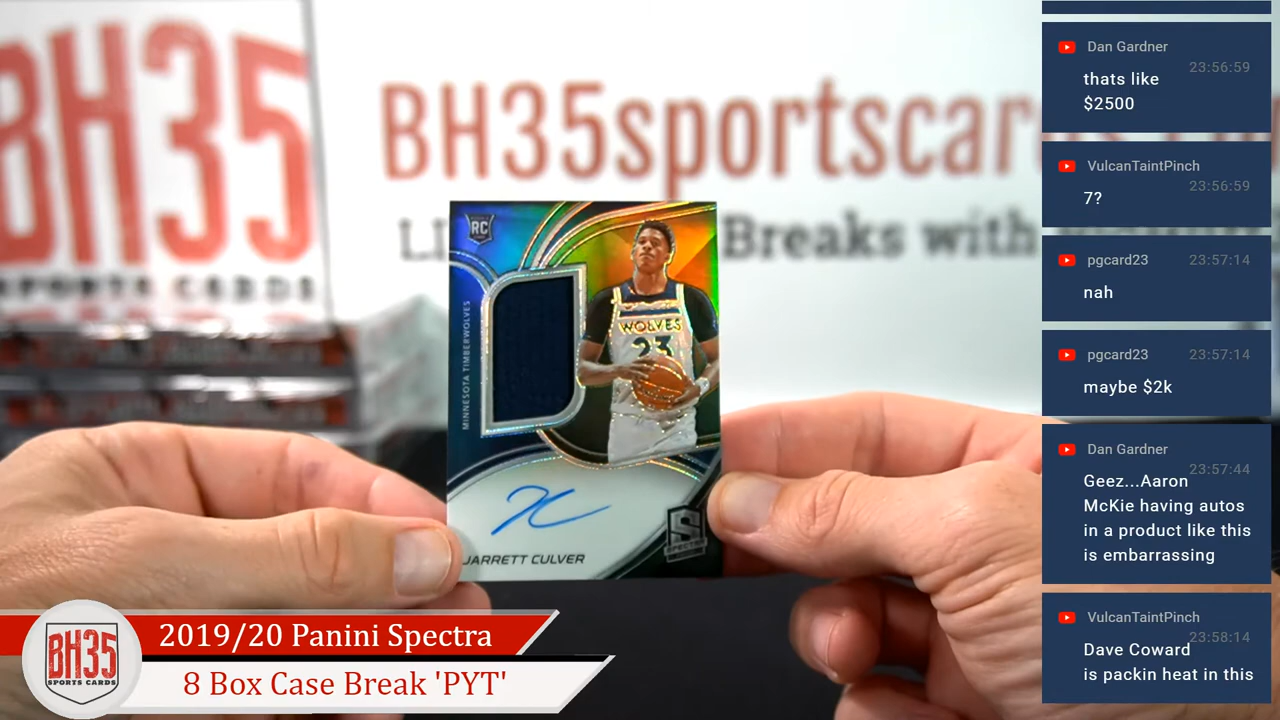 BH35
SPORTS CARDS
BH35sportscar
Breaks with
RC
MINNESOTA TIMBERWOLVES
WOLVES
23
JARRETT CULVER
S
SPECTRA
2019/20 Panini Spectra
8 Box Case Break 'PYT'
BH35
SPORTS CARDS
Dan Gardner
23:56:59
thats like
$2500
VulcanTaintPinch
23:56:59
7?
pgcard23
23:57:14
nah
pgcard23
23:57:14
maybe $2k
Dan Gardner
23:57:44
Geez...Aaron
McKie having autos
in a product like this
is embarrassing
VulcanTaintPinch
23:58:14
Dave Coward
is packin heat in this